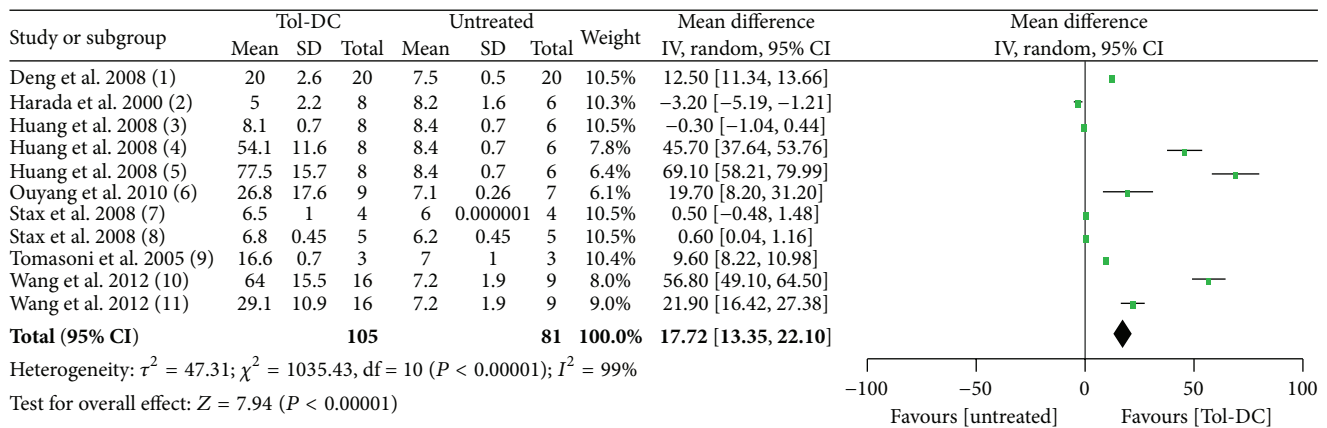 Tol-DC Untreated Mean difference Mean difference
Study or subgroup Weight
Mean SD Total Mean SD Total IV, random, 95% CI IV, random, 95% CI
Deng et al. 2008 (1) 20 2.6 20 7.5 0.5 20 10.5% 12.50 [11.34, 13.66]
Harada et al. 2000 (2) 5 2.2 8 8.2 1.6 6 10.3% −3.20 [−5.19, −1.21]
Huang et al. 2008 (3) 8.1 0.7 8 8.4 0.7 6 10.5% −0.30 [−1.04, 0.44]
Huang et al. 2008 (4) 54.1 11.6 8 8.4 0.7 6 7.8% 45.70 [37.64, 53.76]
Huang et al. 2008 (5) 77.5 15.7 8 8.4 0.7 6 6.4% 69.10 [58.21, 79.99]
Ouyang et al. 2010 (6) 26.8 17.6 9 7.1 0.26 7 6.1% 19.70 [8.20, 31.20]
Stax et al. 2008 (7) 6.5 1 4 6 0.000001 4 10.5% 0.50 [−0.48, 1.48]
Stax et al. 2008 (8) 6.8 0.45 5 6.2 0.45 5 10.5% 0.60 [0.04, 1.16]
Tomasoni et al. 2005 (9) 16.6 0.7 3 7 1 3 10.4% 9.60 [8.22, 10.98]
Wang et al. 2012 (10) 64 15.5 16 7.2 1.9 9 8.0% 56.80 [49.10, 64.50]
Wang et al. 2012 (11) 29.1 10.9 16 7.2 1.9 9 9.0% 21.90 [16.42, 27.38]
Total (95% CI) 105 81 100.0% 17.72 [13.35, 22.10]
Heterogeneity: τ² = 47.31; χ² = 1035.43, df = 10 (P < 0.00001); I² = 99%
Test for overall effect: Z = 7.94 (P < 0.00001)
−100 −50 0 50 100
Favours [untreated] Favours [Tol-DC]